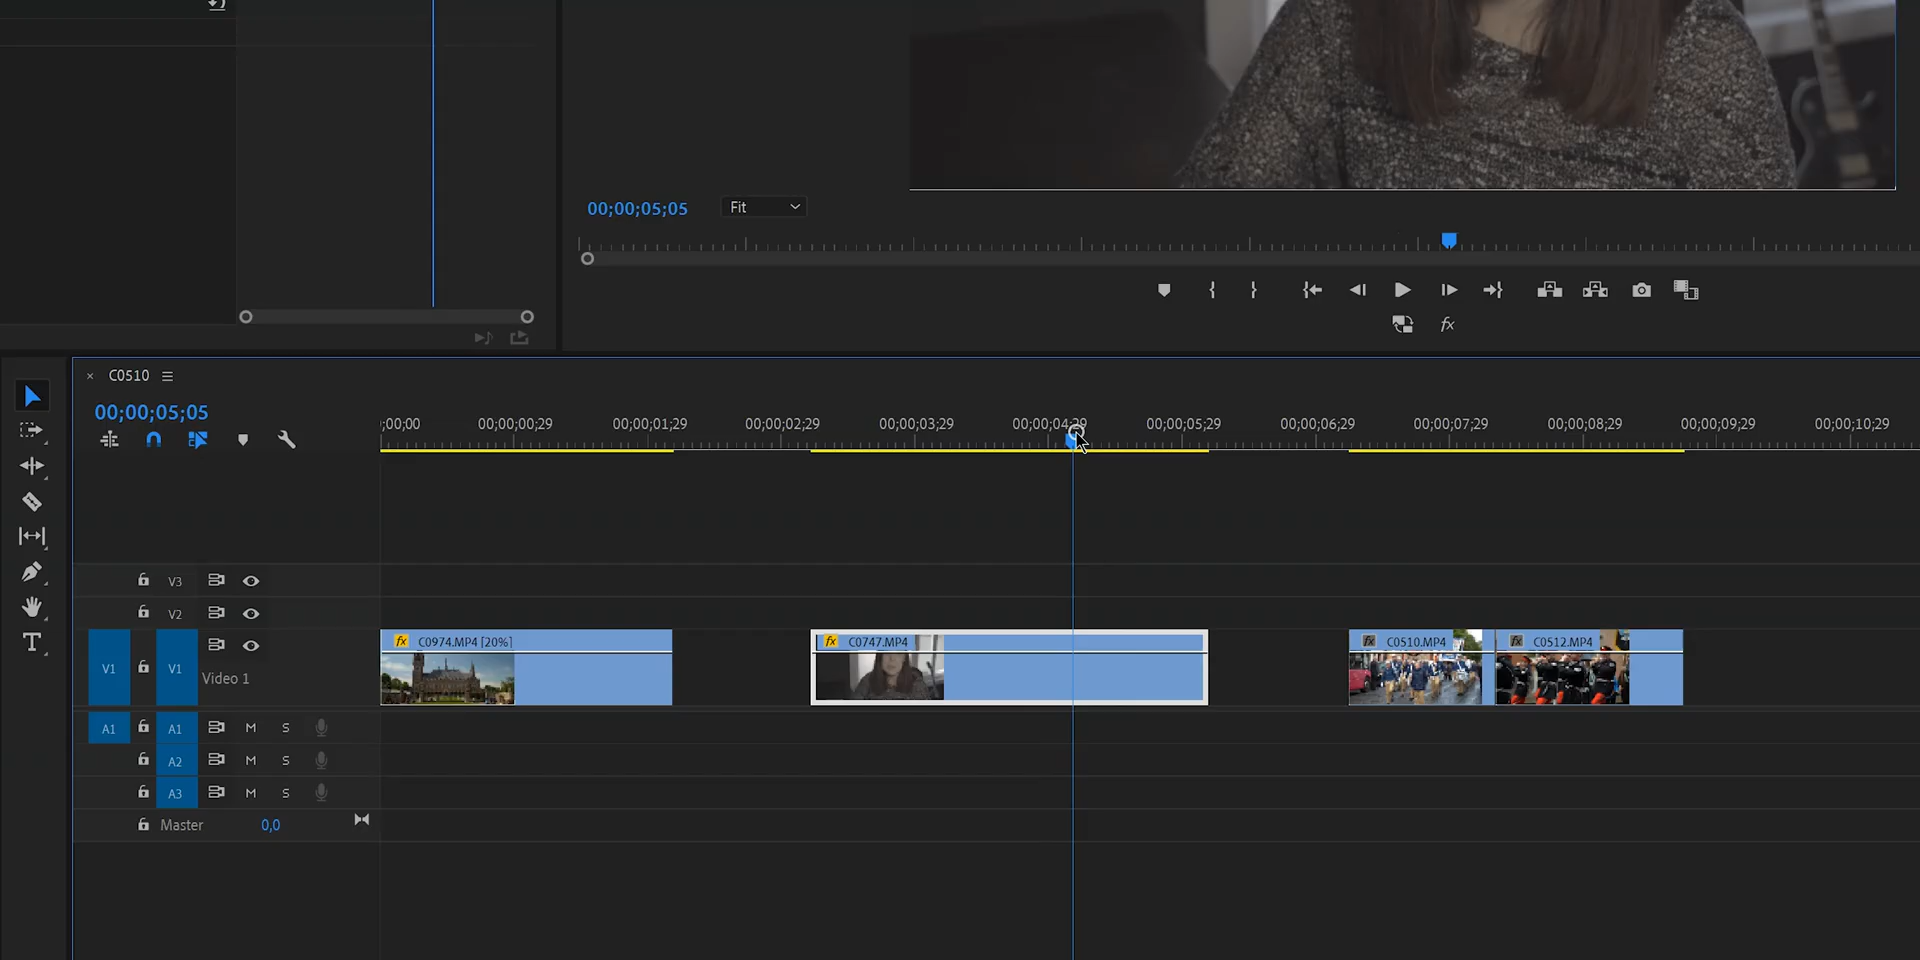 00;00;05;05
Fit
fx
× C0510
00;00;05;05
;00;00 00;00;00;29 00;00;01;29 00;00;02;29 00;00;03;29 00;00;04;29 00;00;05;29 00;00;06;29 00;00;07;29 00;00;08;29 00;00;09;29 00;00;10;29
V3
V2
fx C0974.MP4 [20%] fx C0747.MP4 fx C0510.MP4 fx C0512.MP4
V1 V1
Video 1
A1 A1 M S
A2 M S
A3 M S
Master 0,0
T